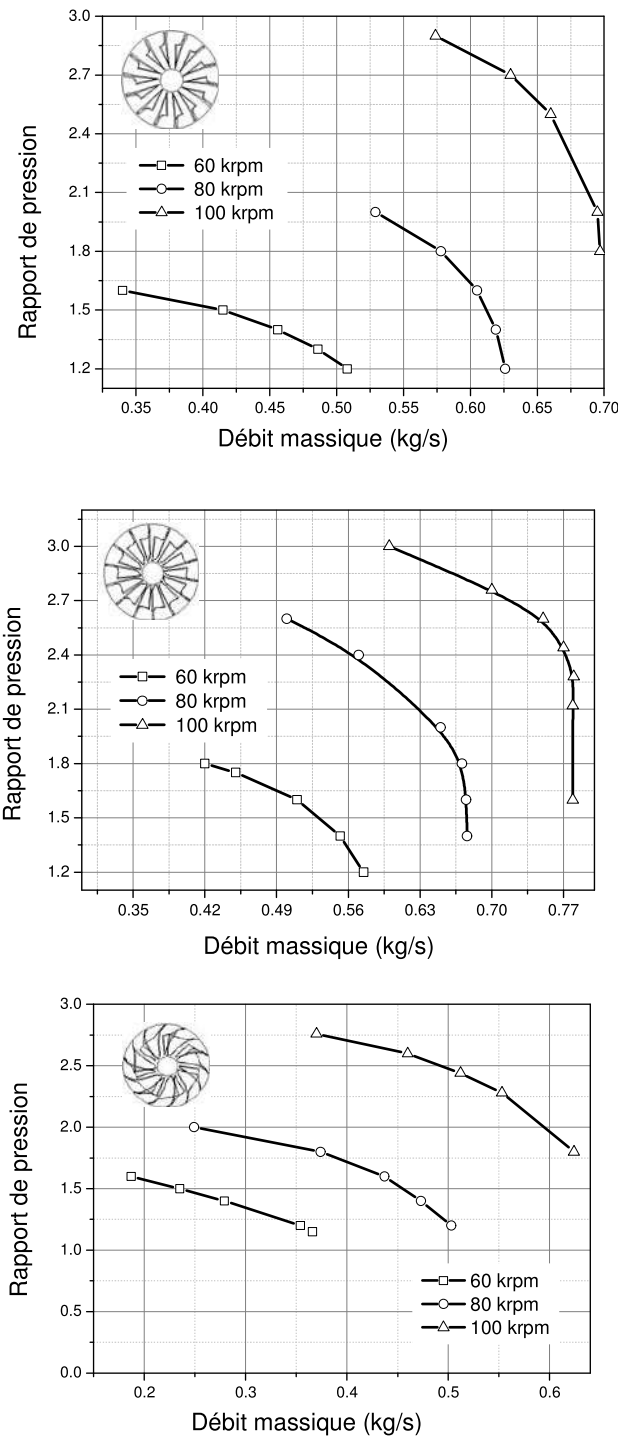 3.0
2.7
2.4
2.1
1.8
1.5
1.2
Rapport de pression
60 krpm
80 krpm
100 krpm
0.35 0.40 0.45 0.50 0.55 0.60 0.65 0.70
Débit massique (kg/s)
3.0
2.7
2.4
2.1
1.8
1.5
1.2
Rapport de pression
60 krpm
80 krpm
100 krpm
0.35 0.42 0.49 0.56 0.63 0.70 0.77
Débit massique (kg/s)
3.0
2.5
2.0
1.5
1.0
0.5
0.0
Rapport de pression
60 krpm
80 krpm
100 krpm
0.2 0.3 0.4 0.5 0.6
Débit massique (kg/s)